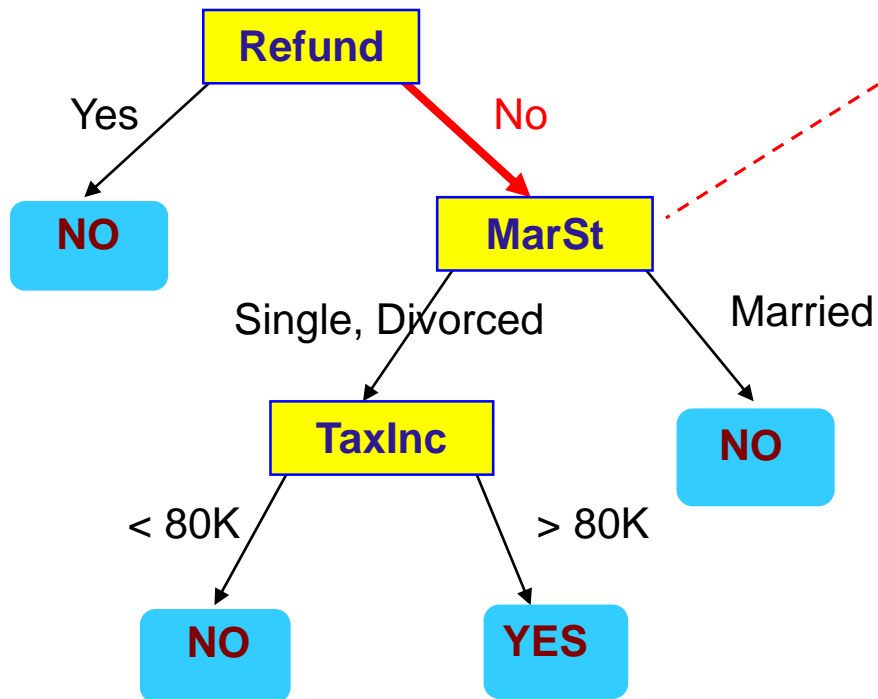 Refund
Yes
No
NO
MarSt
Single, Divorced
Married
TaxInc
NO
< 80K
> 80K
NO
YES